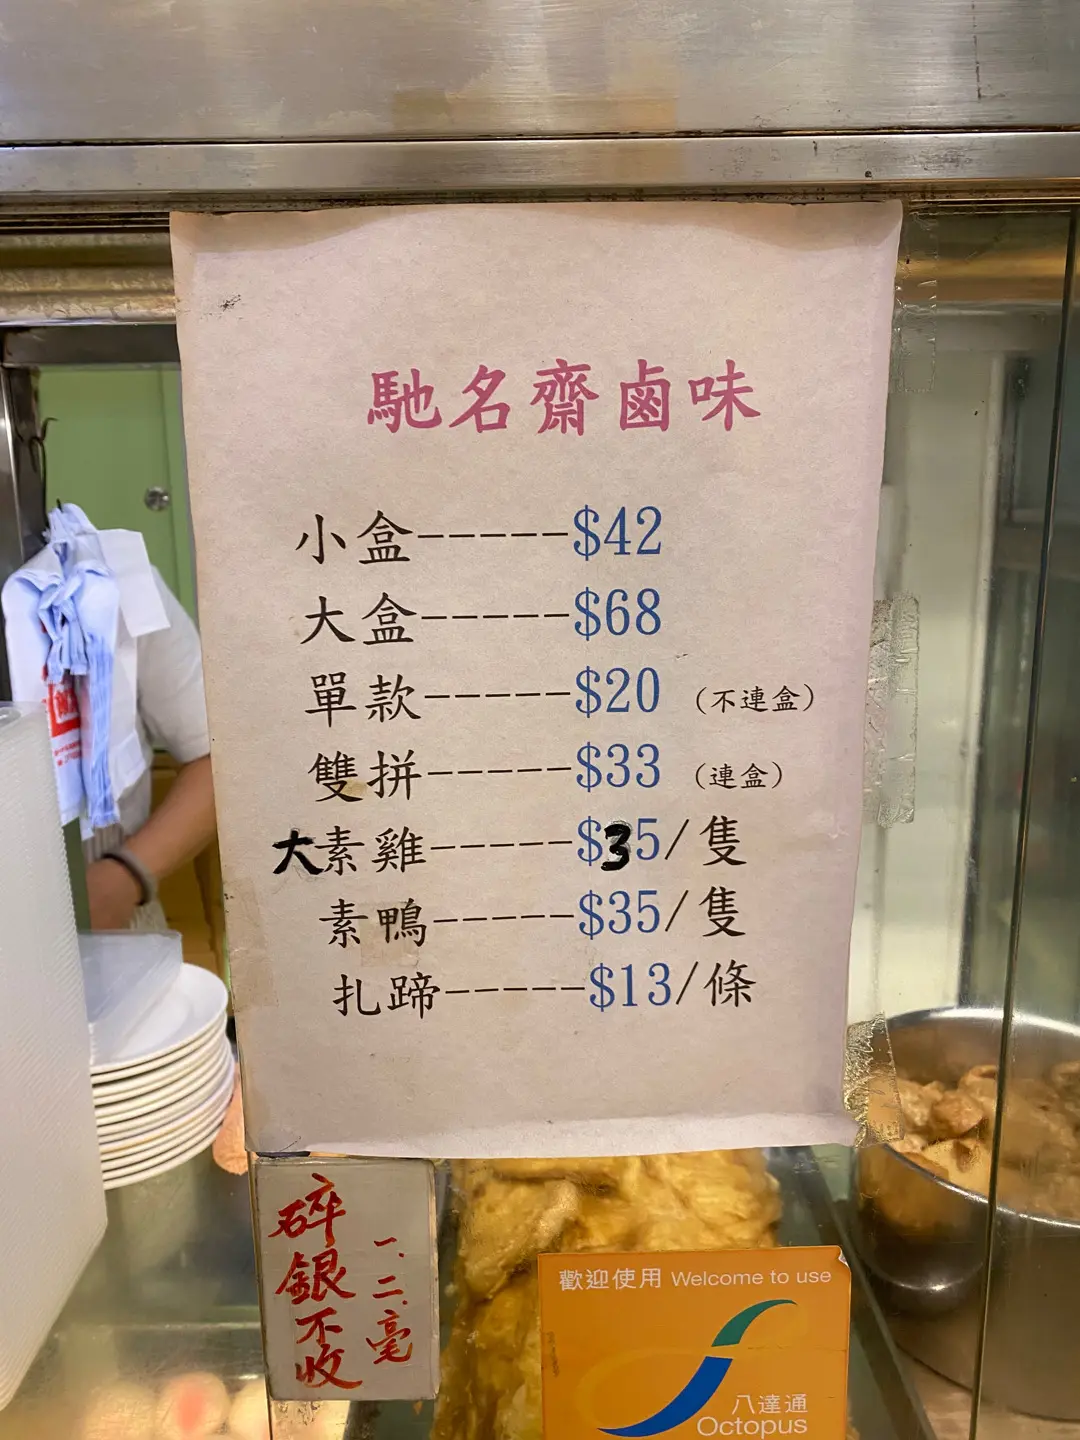 馳名齋鹵味
小盒-----$42
大盒-----$68
單款-----$20 (不連盒)
雙拼-----$33 (連盒)
大素雞-----$35/隻
素鴨-----$35/隻
扎蹄-----$13/條
碎銀不收
一、二、毫
歡迎使用 Welcome to use
八達通
Octopus